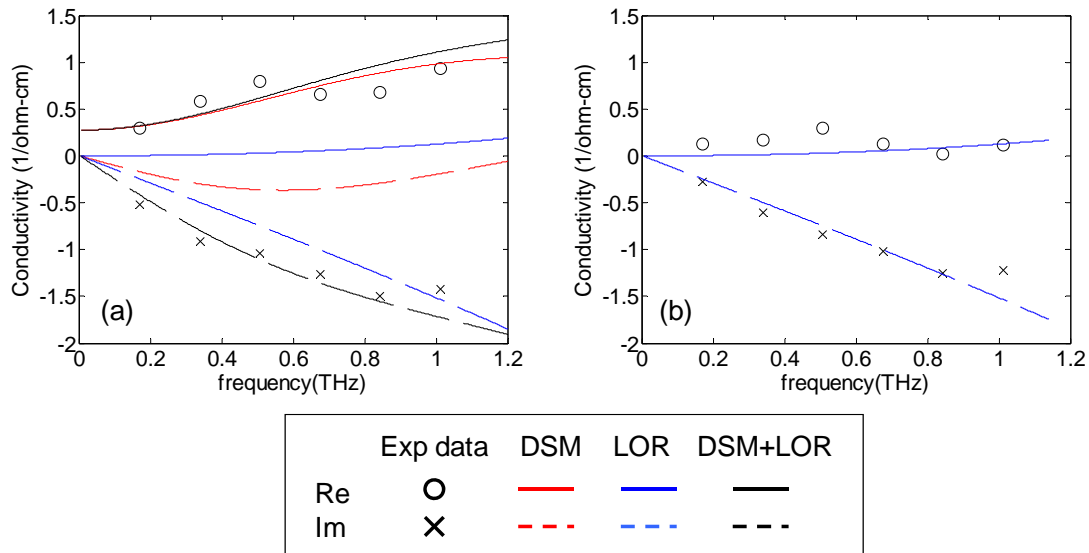 1.5
1
0.5
0
-0.5
-1
-1.5
-2
Conductivity (1/ohm-cm)
(a)
0 0.2 0.4 0.6 0.8 1 1.2
frequency(THz)
1.5
1
0.5
0
-0.5
-1
-1.5
-2
Conductivity (1/ohm-cm)
(b)
0 0.2 0.4 0.6 0.8 1 1.2
frequency(THz)
Exp data DSM LOR DSM+LOR
Re
Im